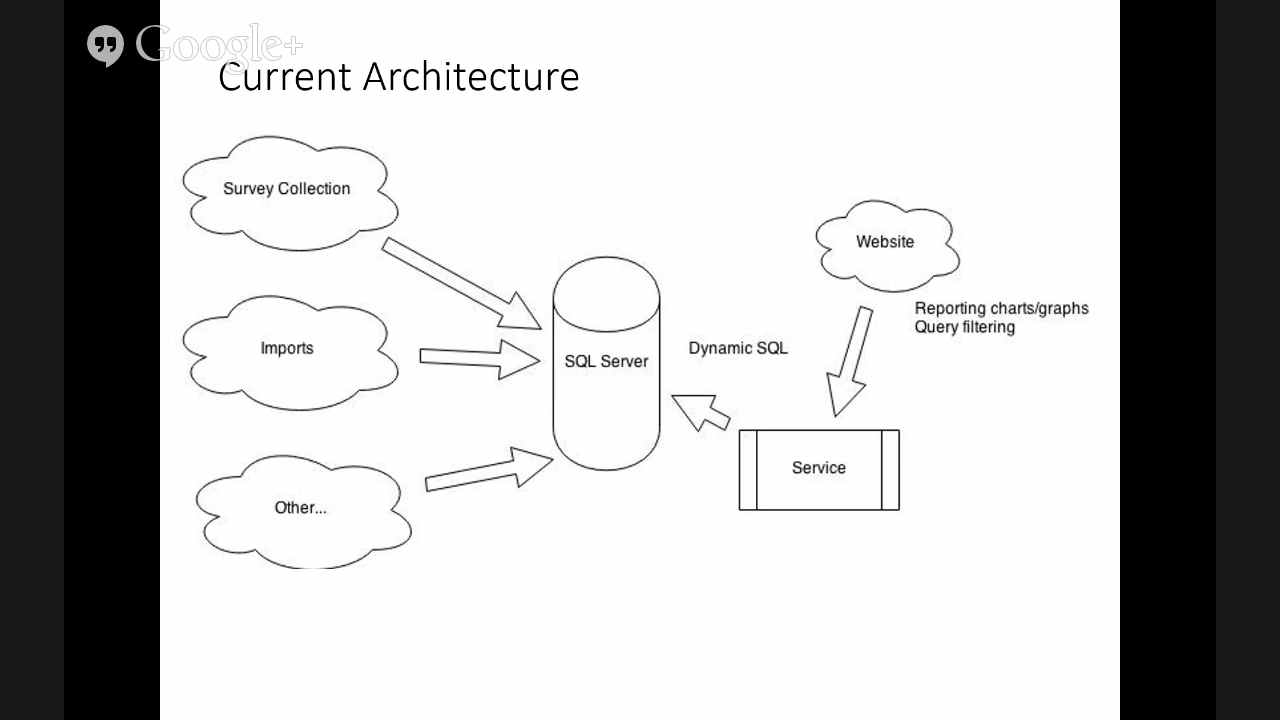 Google+
Current Architecture
Survey Collection
Website
Reporting charts/graphs
Query filtering
Imports
SQL Server
Dynamic SQL
Service
Other...